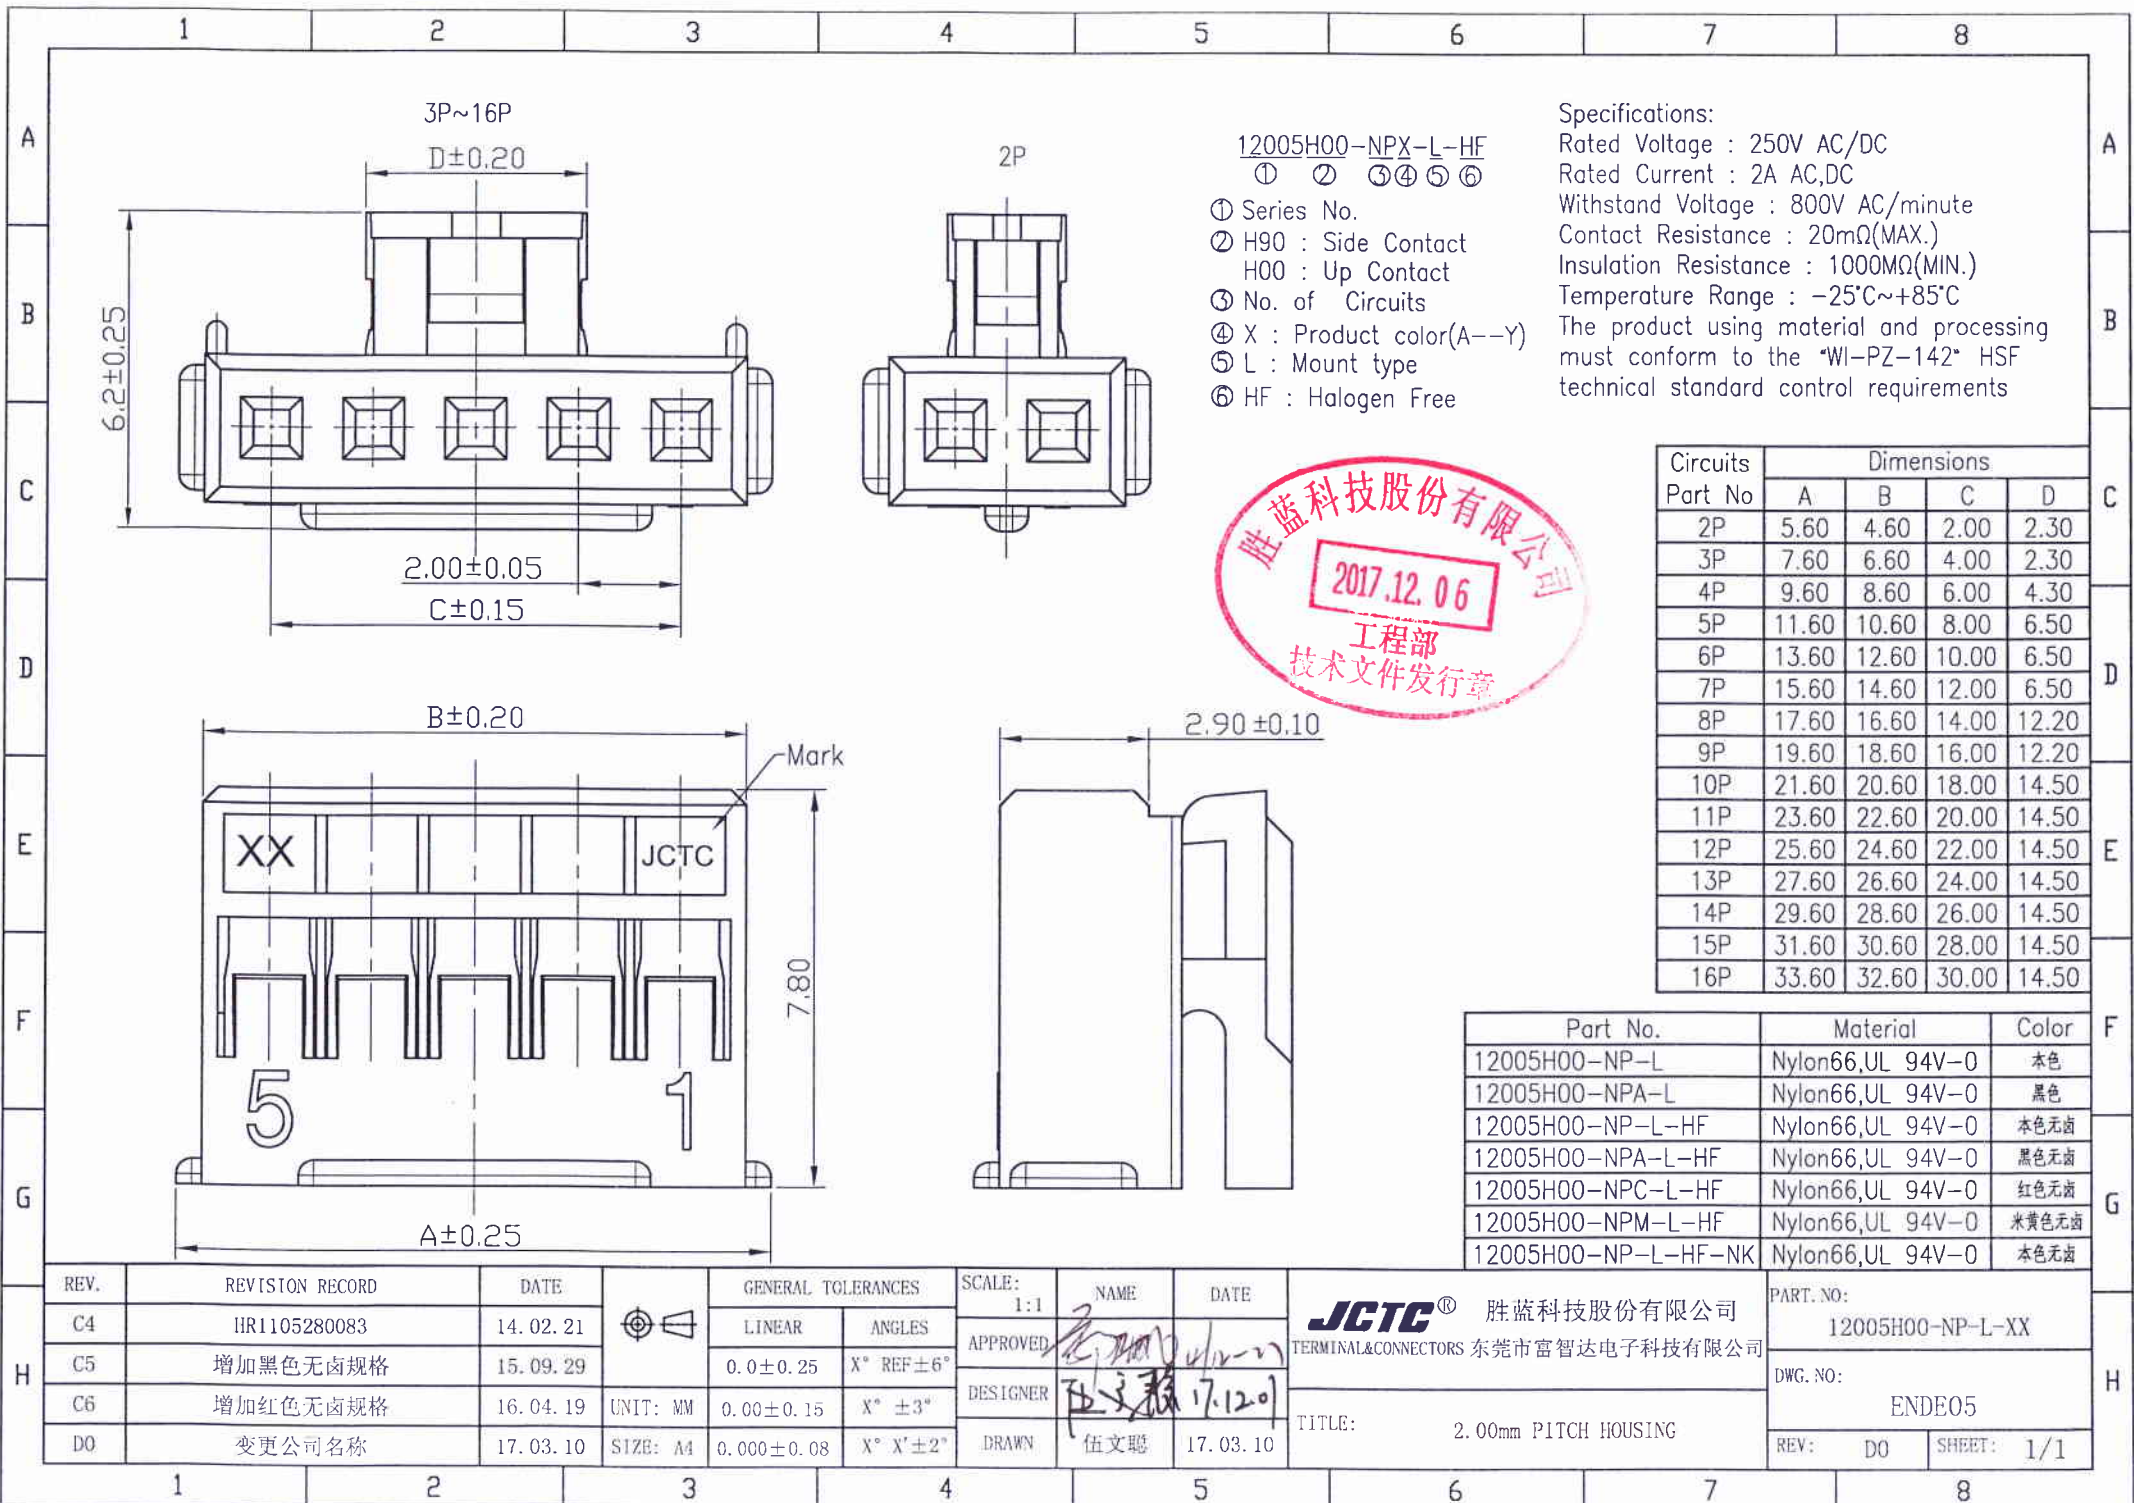 1 2 3 4 5 6 7 8
A
B
C
D
E
F
G
H
3P~16P
D±0.20
6.2±0.25
2.00±0.05
C±0.15
2P
12005H00-NPX-L-HF
① ② ③④⑤⑥
① Series No.
② H90 : Side Contact
H00 : Up Contact
③ No. of Circuits
④ X : Product color(A--Y)
⑤ L : Mount type
⑥ HF : Halogen Free
Specifications:
Rated Voltage : 250V AC/DC
Rated Current : 2A AC,DC
Withstand Voltage : 800V AC/minute
Contact Resistance : 20mΩ(MAX.)
Insulation Resistance : 1000MΩ(MIN.)
Temperature Range : -25°C~+85°C
The product using material and processing
must conform to the "WI-PZ-142" HSF
technical standard control requirements
胜蓝科技股份有限公司
2017.12.06
工程部
技术文件发行章
Circuits Part No Dimensions
A B C D
2P 5.60 4.60 2.00 2.30
3P 7.60 6.60 4.00 2.30
4P 9.60 8.60 6.00 4.30
5P 11.60 10.60 8.00 6.50
6P 13.60 12.60 10.00 6.50
7P 15.60 14.60 12.00 6.50
8P 17.60 16.60 14.00 12.20
9P 19.60 18.60 16.00 12.20
10P 21.60 20.60 18.00 14.50
11P 23.60 22.60 20.00 14.50
12P 25.60 24.60 22.00 14.50
13P 27.60 26.60 24.00 14.50
14P 29.60 28.60 26.00 14.50
15P 31.60 30.60 28.00 14.50
16P 33.60 32.60 30.00 14.50
B±0.20
Mark
XX
JCTC
7.80
5 1
A±0.25
2.90±0.10
Part No. Material Color
12005H00-NP-L Nylon66,UL 94V-0 本色
12005H00-NPA-L Nylon66,UL 94V-0 黑色
12005H00-NP-L-HF Nylon66,UL 94V-0 本色无卤
12005H00-NPA-L-HF Nylon66,UL 94V-0 黑色无卤
12005H00-NPC-L-HF Nylon66,UL 94V-0 红色无卤
12005H00-NPM-L-HF Nylon66,UL 94V-0 米黄色无卤
12005H00-NP-L-HF-NK Nylon66,UL 94V-0 本色无卤
REV. REVISION RECORD DATE
C4 HR1105280083 14.02.21
C5 增加黑色无卤规格 15.09.29
C6 增加红色无卤规格 16.04.19
D0 变更公司名称 17.03.10
UNIT: MM
SIZE: A4
GENERAL TOLERANCES
LINEAR ANGLES
0.0±0.25 X° REF±6°
0.00±0.15 X° ±3°
0.000±0.08 X° X'±2°
SCALE: 1:1 NAME DATE
APPROVED
DESIGNER 17.12.01
DRAWN 伍文聪 17.03.10
JCTC® 胜蓝科技股份有限公司
TERMINAL&CONNECTORS 东莞市富智达电子科技有限公司
TITLE: 2.00mm PITCH HOUSING
PART. NO:
12005H00-NP-L-XX
DWG. NO:
ENDE05
REV: D0 SHEET: 1/1
A
B
C
D
E
F
G
H
1 2 3 4 5 6 7 8